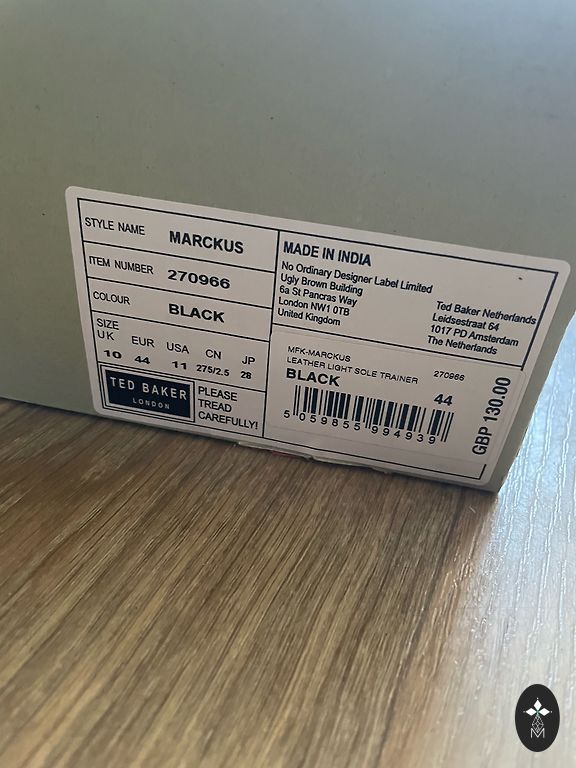 STYLE NAME MARCKUS
ITEM NUMBER 270966
COLOUR BLACK
SIZE
UK EUR USA CN JP
10 44 11 275/2.5 28
TED BAKER
LONDON
PLEASE
TREAD
CAREFULLY!
MADE IN INDIA
No Ordinary Designer Label Limited
Ugly Brown Building
6a St Pancras Way
London NW1 0TB
United Kingdom
Ted Baker Netherlands
Leidsestraat 64
1017 PD Amsterdam
The Netherlands
MFK-MARCKUS 270966
LEATHER LIGHT SOLE TRAINER
BLACK 44
5 059855 994939
GBP 130.00
M